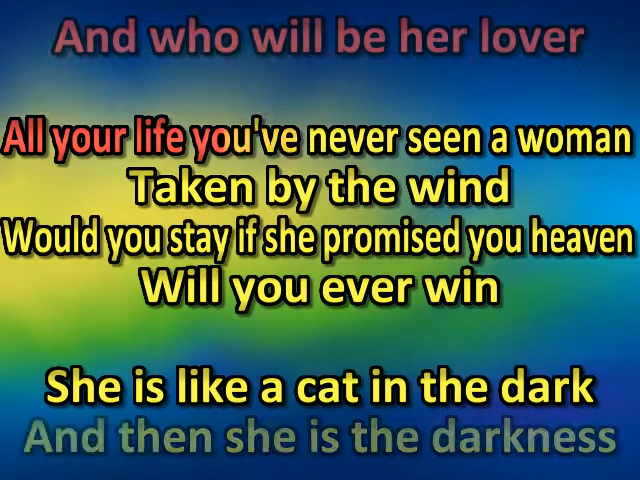 And who will be her lover
All your life you've never seen a woman
Taken by the wind
Would you stay if she promised you heaven
Will you ever win
She is like a cat in the dark
And then she is the darkness